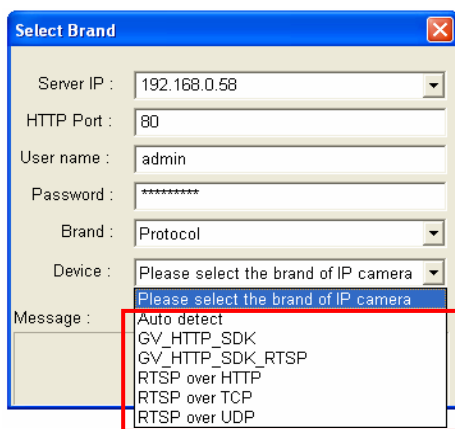 Select Brand
Server IP : 192.168.0.58
HTTP Port : 80
User name : admin
Password : *********
Brand : Protocol
Device : Please select the brand of IP camera
Please select the brand of IP camera
Message :
Auto detect
GV_HTTP_SDK
GV_HTTP_SDK_RTSP
RTSP over HTTP
RTSP over TCP
RTSP over UDP